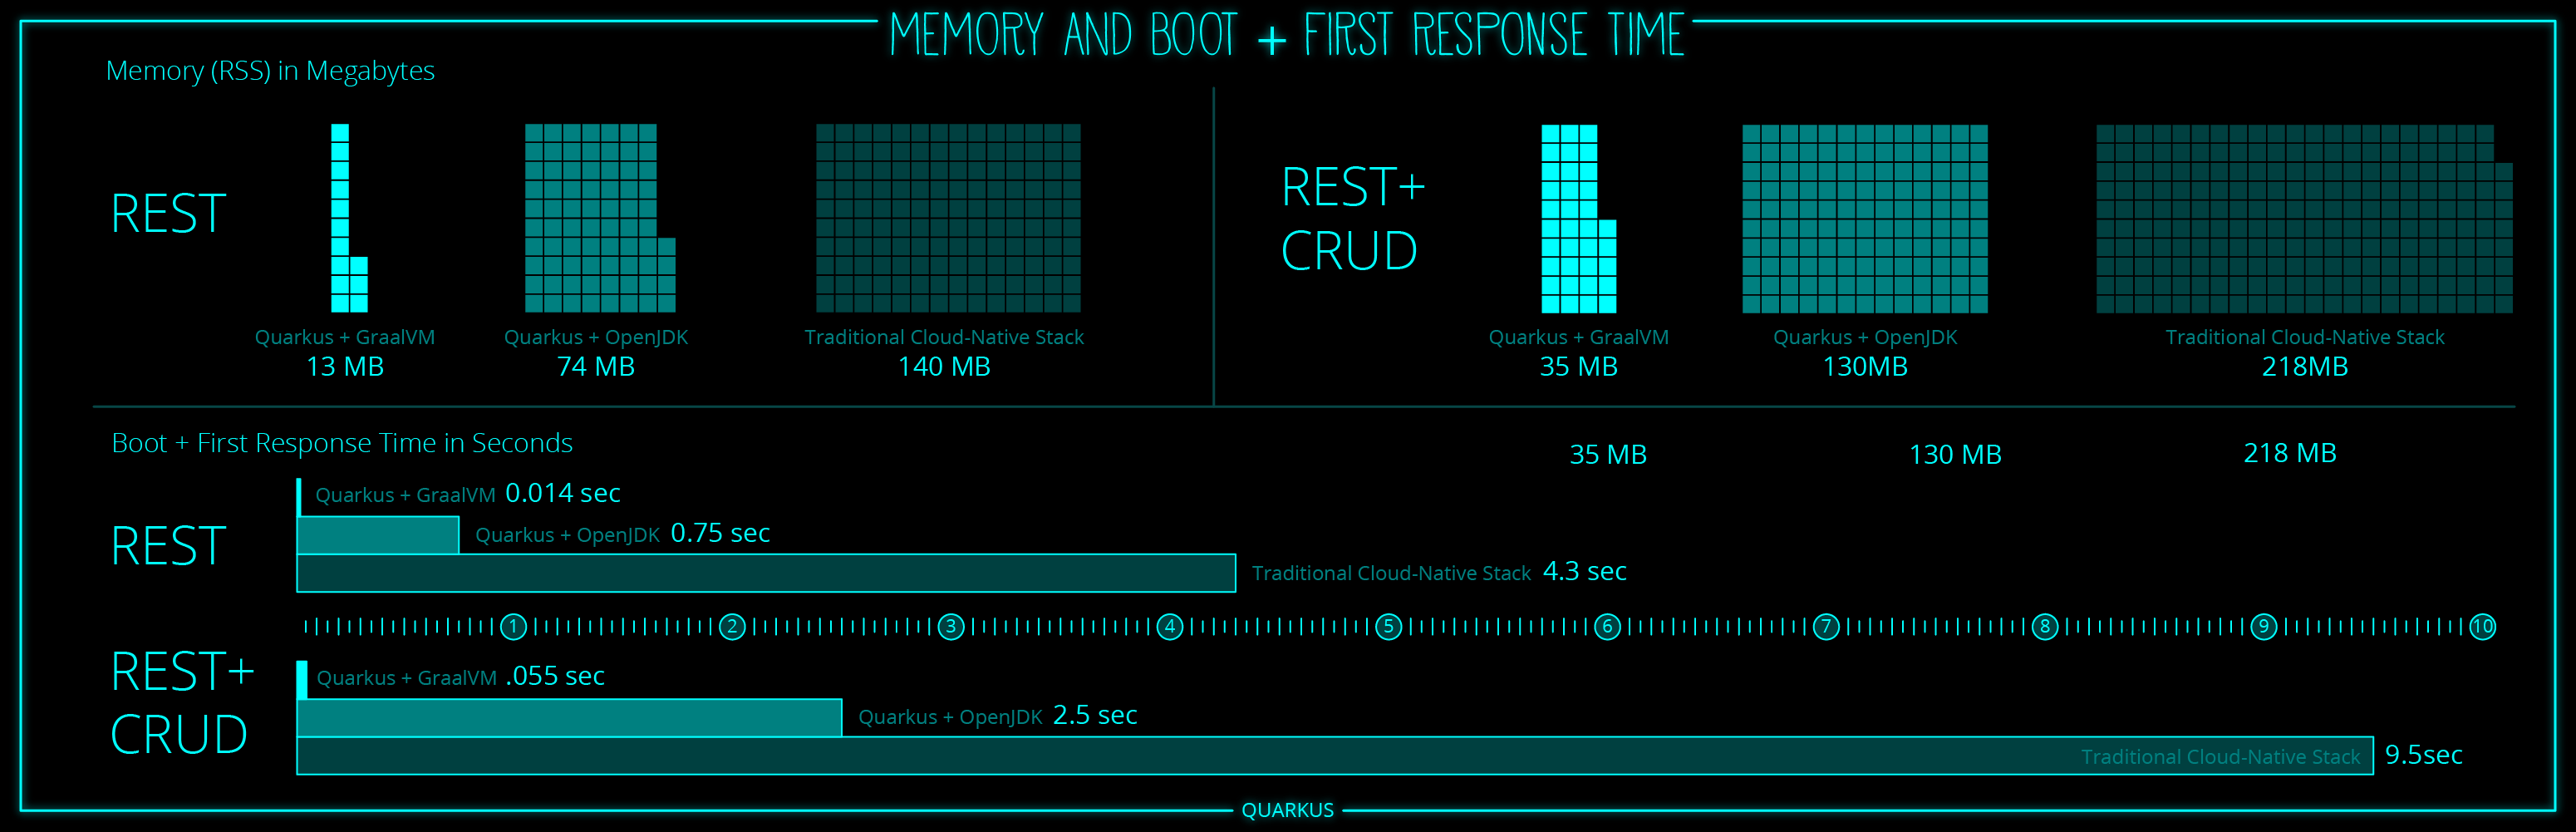 MEMORY AND BOOT + FIRST RESPONSE TIME
Memory (RSS) in Megabytes
REST
Quarkus + GraalVM
13 MB
Quarkus + OpenJDK
74 MB
Traditional Cloud-Native Stack
140 MB
REST+
CRUD
Quarkus + GraalVM
35 MB
Quarkus + OpenJDK
130MB
Traditional Cloud-Native Stack
218MB
Boot + First Response Time in Seconds
35 MB
130 MB
218 MB
REST
Quarkus + GraalVM 0.014 sec
Quarkus + OpenJDK 0.75 sec
Traditional Cloud-Native Stack 4.3 sec
1 2 3 4 5 6 7 8 9 10
REST+
CRUD
Quarkus + GraalVM .055 sec
Quarkus + OpenJDK 2.5 sec
Traditional Cloud-Native Stack 9.5sec
QUARKUS